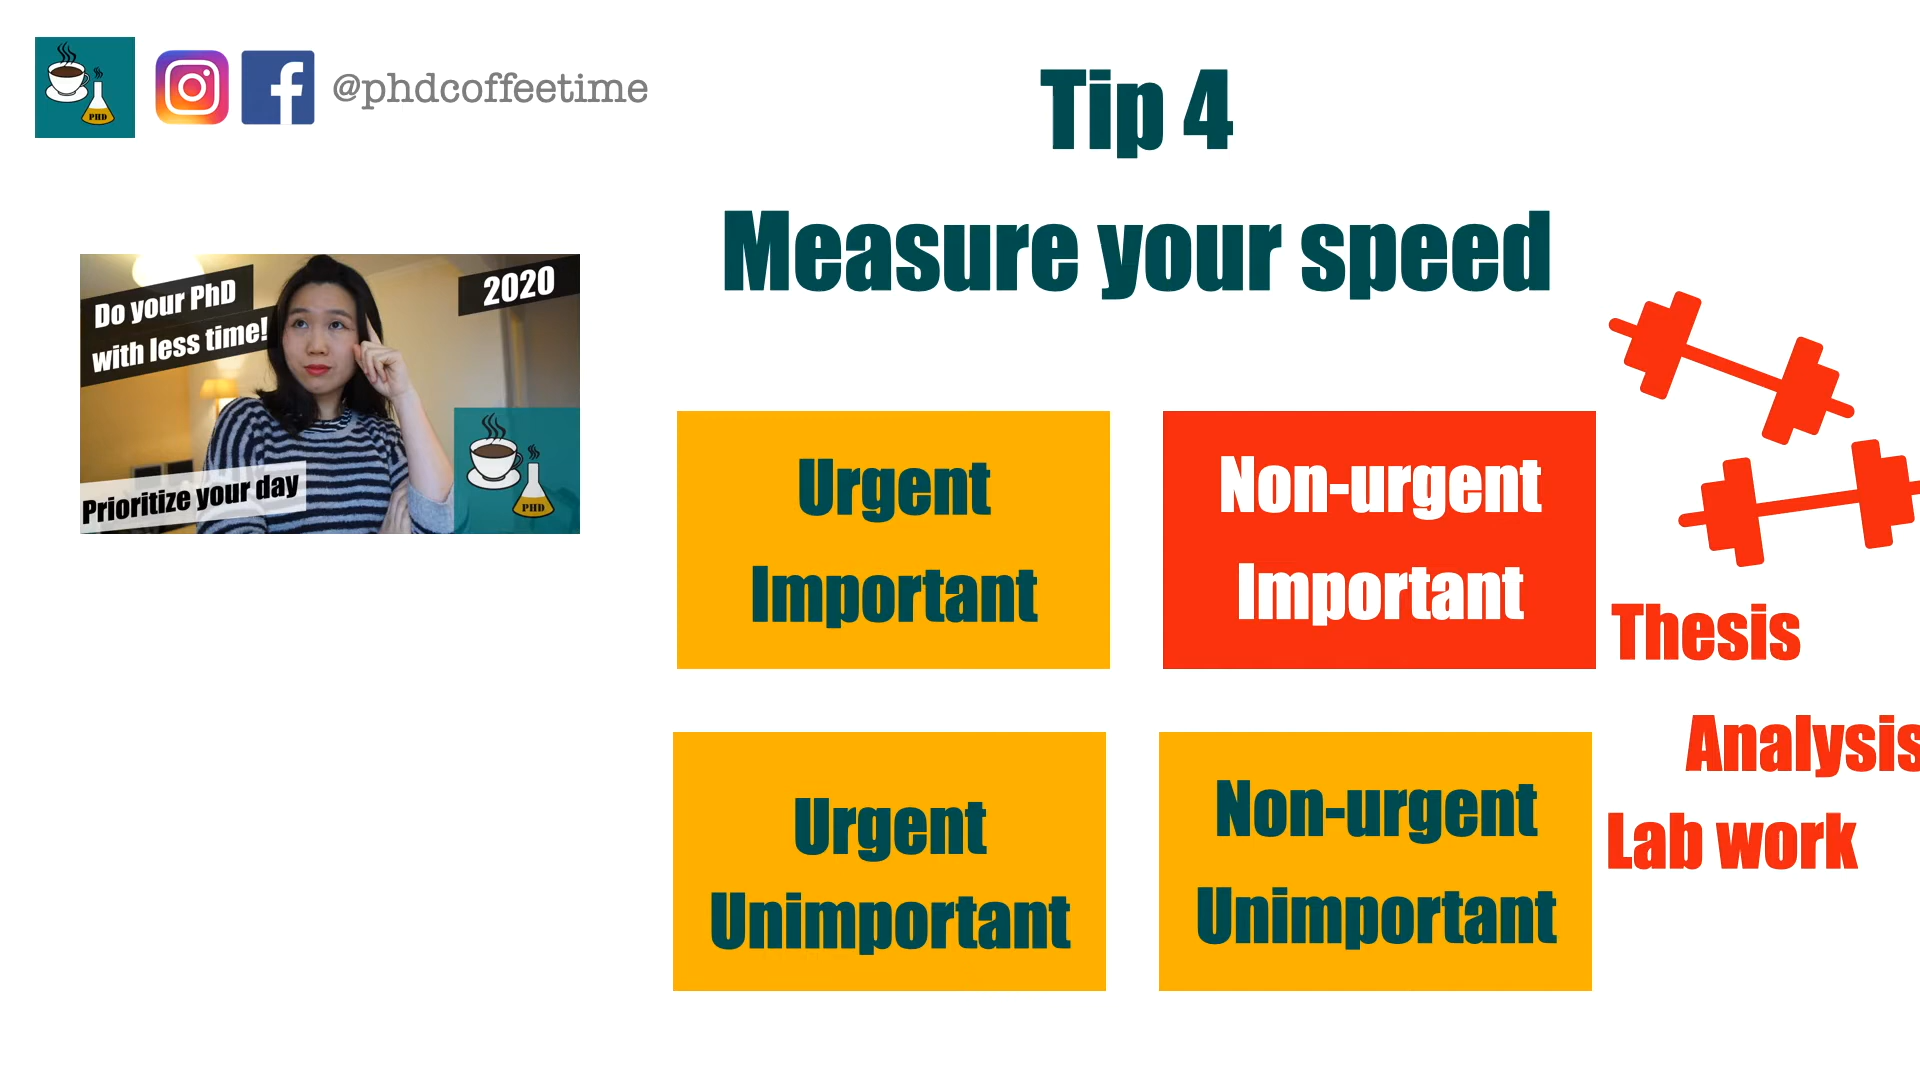 PHD
@phdcoffeetime
Tip 4
Measure your speed
Do your PhD
with less time!
2020
Prioritize your day
PHD
Urgent
Important
Non-urgent
Important
Thesis
Analysis
Lab work
Urgent
Unimportant
Non-urgent
Unimportant